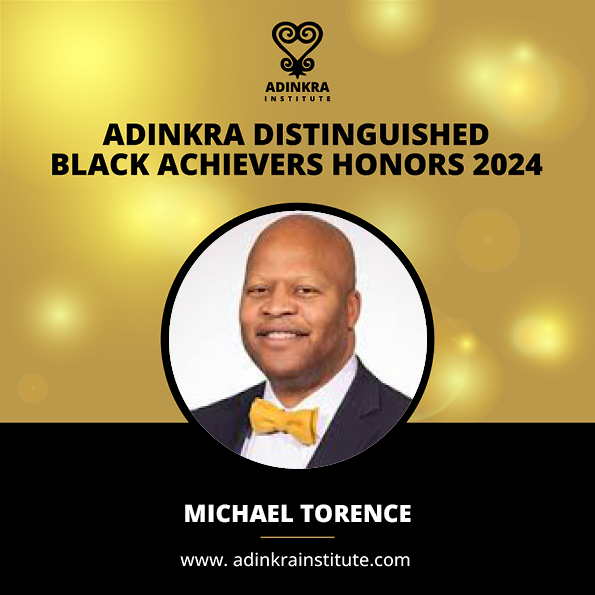 ADINKRA
INSTITUTE
ADINKRA DISTINGUISHED
BLACK ACHIEVERS HONORS 2024
MICHAEL TORENCE
www. adinkrainstitute.com